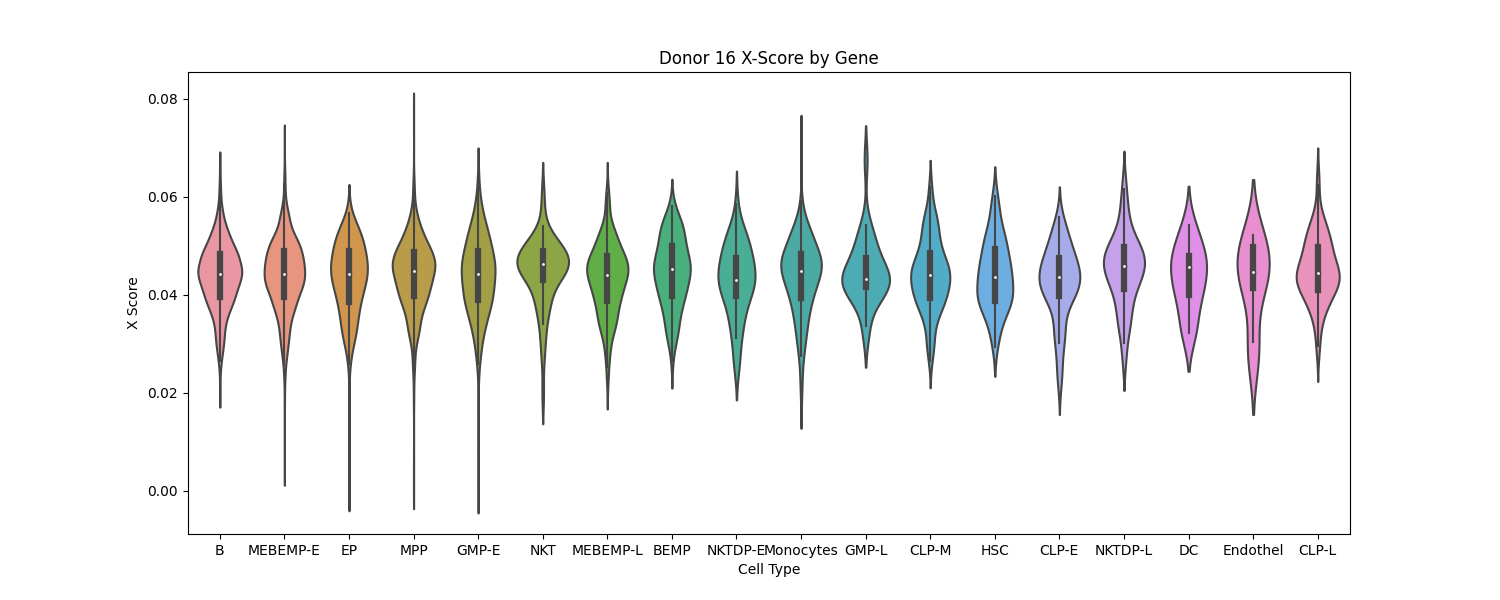 Donor 16 X-Score by Gene
0.08
0.06
0.04
0.02
0.00
X Score
B MEBEMP-E EP MPP GMP-E NKT MEBEMP-L BEMP NKTDP-E Monocytes GMP-L CLP-M HSC CLP-E NKTDP-L DC Endothel CLP-L
Cell Type